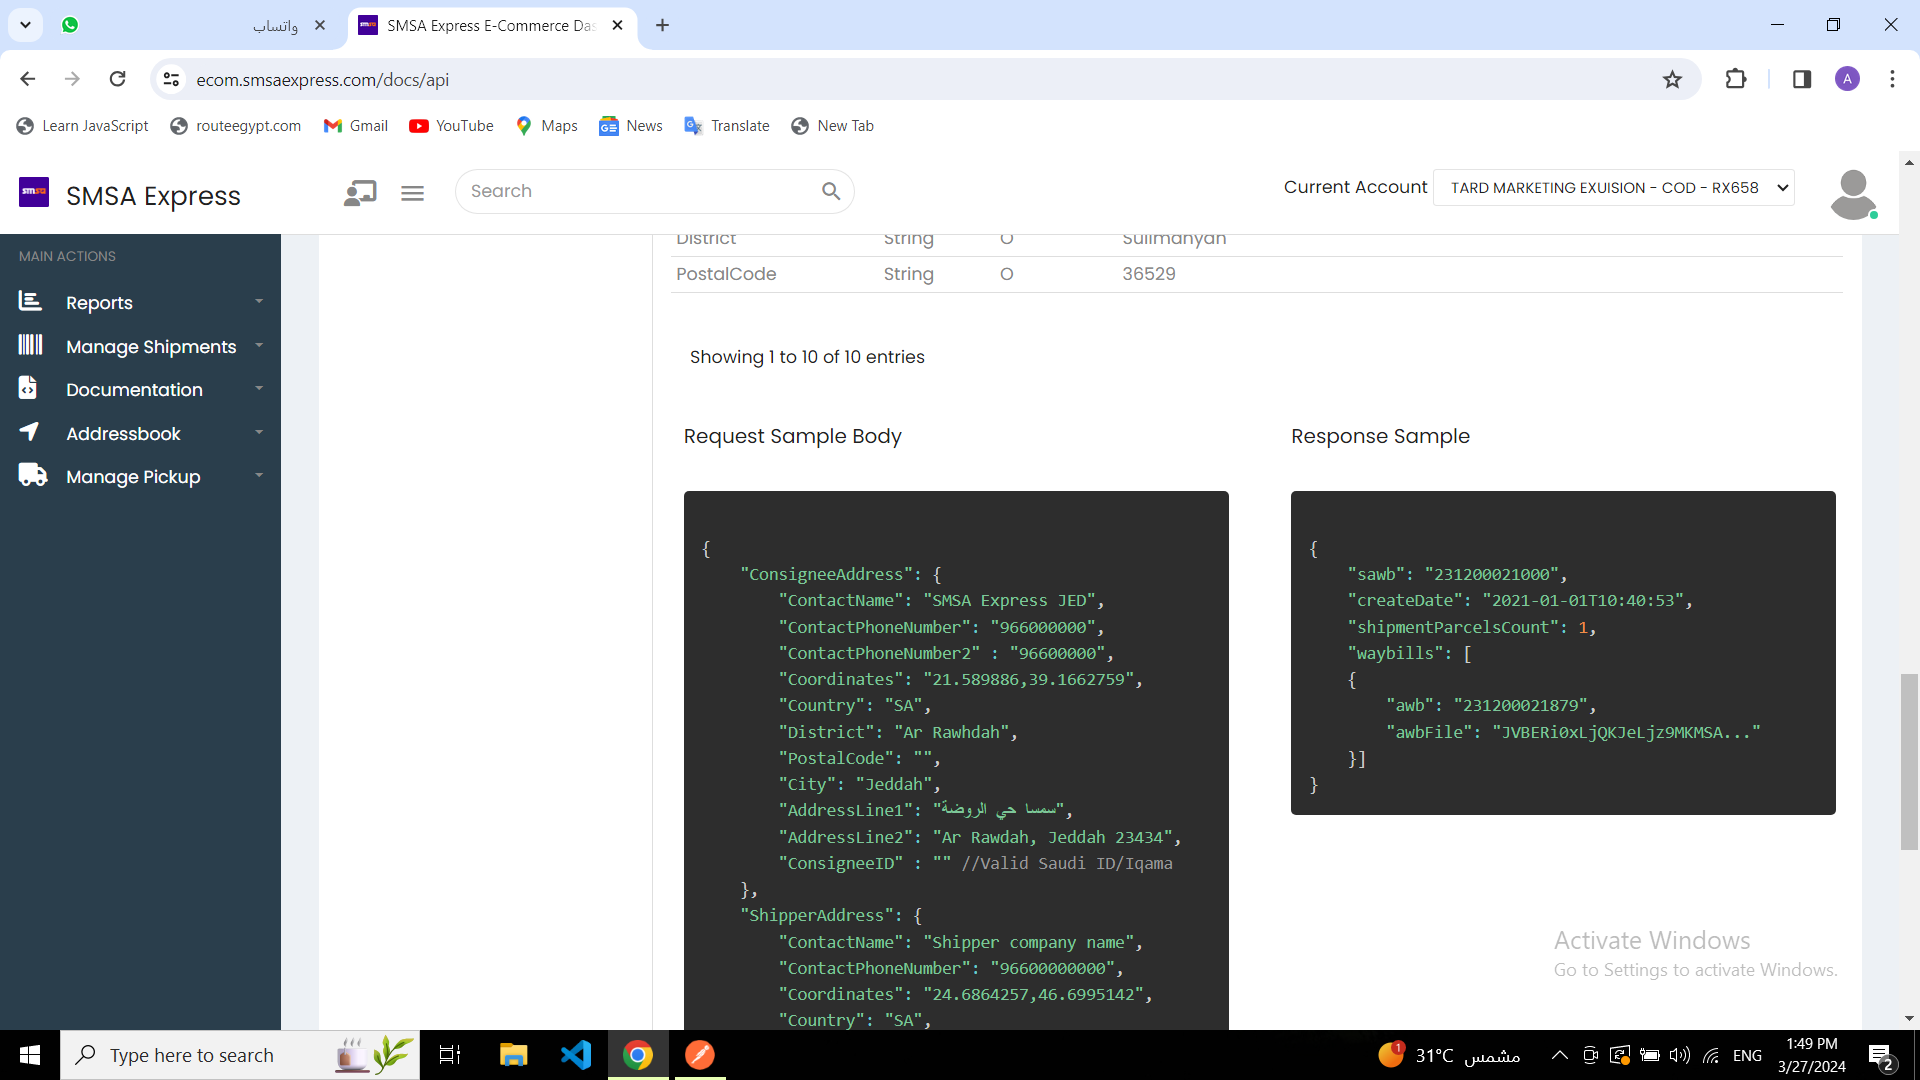 واتساب
SMSA Express E-Commerce Das
ecom.smsaexpress.com/docs/api
A
Learn JavaScript
routeegypt.com
Gmail
YouTube
Maps
News
Translate
New Tab
smsa
SMSA Express
Search
Current Account
TARD MARKETING EXUISION - COD - RX658
MAIN ACTIONS
Reports
Manage Shipments
Documentation
Addressbook
Manage Pickup
District String O Sulimanyah
PostalCode String O 36529
Showing 1 to 10 of 10 entries
Request Sample Body
{
"ConsigneeAddress": {
"ContactName": "SMSA Express JED",
"ContactPhoneNumber": "966000000",
"ContactPhoneNumber2" : "96600000",
"Coordinates": "21.589886,39.1662759",
"Country": "SA",
"District": "Ar Rawhdah",
"PostalCode": "",
"City": "Jeddah",
"AddressLine1": "سمسا حي الروضة",
"AddressLine2": "Ar Rawdah, Jeddah 23434",
"ConsigneeID" : "" //Valid Saudi ID/Iqama
},
"ShipperAddress": {
"ContactName": "Shipper company name",
"ContactPhoneNumber": "96600000000",
"Coordinates": "24.6864257,46.6995142",
"Country": "SA",
Response Sample
{
"sawb": "231200021000",
"createDate": "2021-01-01T10:40:53",
"shipmentParcelsCount": 1,
"waybills": [
{
"awb": "231200021879",
"awbFile": "JVBERi0xLjQKJeLjz9MKMSA..."
}]
}
Activate Windows
Go to Settings to activate Windows.
Type here to search
1
31°C مشمس
ENG
1:49 PM
3/27/2024
2